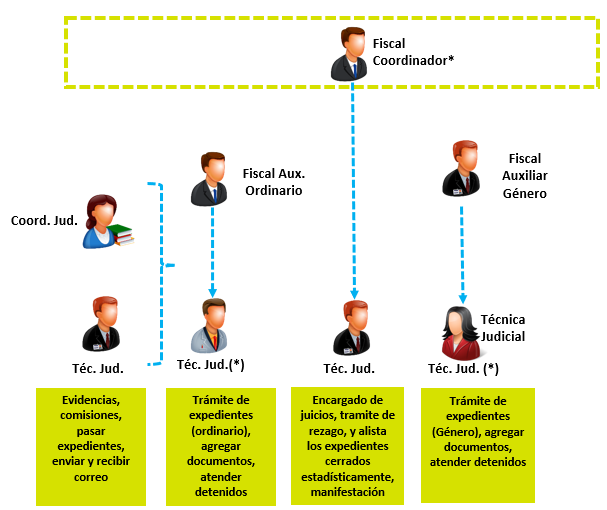 Fiscal
Coordinador*
Fiscal Aux.
Ordinario
Fiscal
Auxiliar
Género
Coord. Jud.
Técnica
Judicial
Téc. Jud.
Téc. Jud.(*)
Téc. Jud.
Téc. Jud. (*)
Evidencias,
comisiones,
pasar
expedientes,
enviar y recibir
correo
Trámite de
expedientes
(ordinario),
agregar
documentos,
atender
detenidos
Encargado de
juicios, tramite de
rezago, y alista
los expedientes
cerrados
estadísticamente,
manifestación
Trámite de
expedientes
(Género), agregar
documentos,
atender detenidos